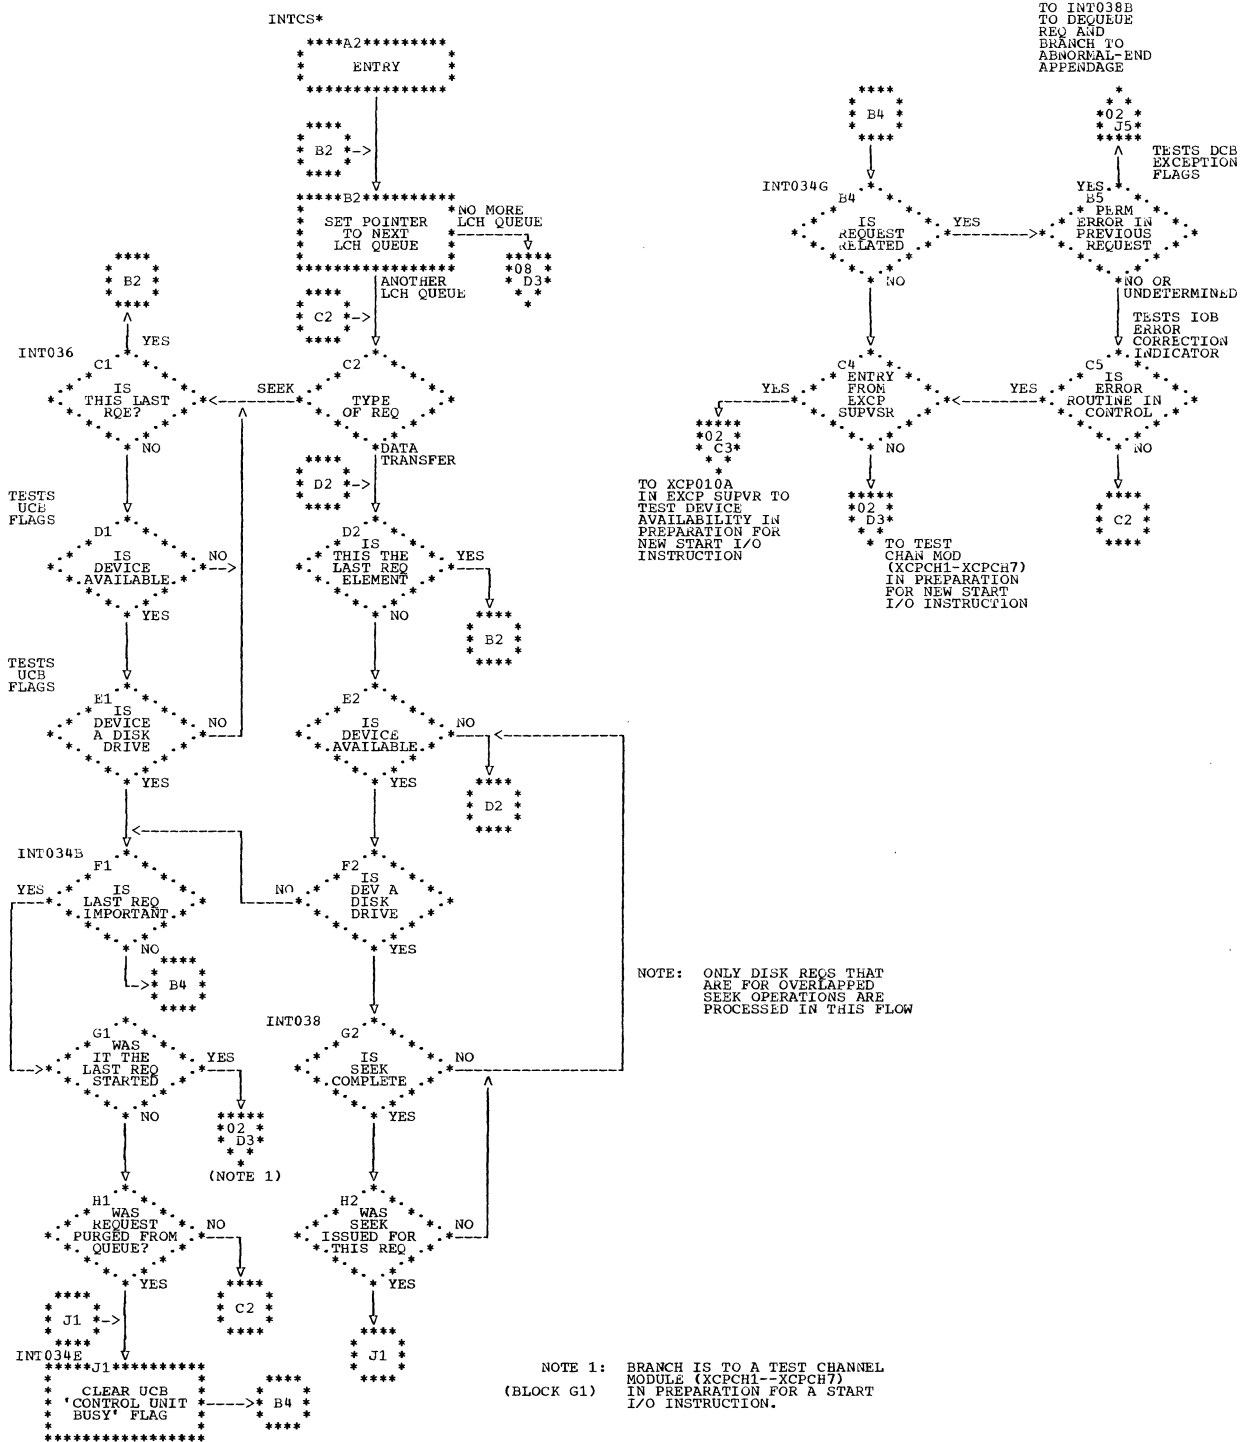 INTCS*
A2
ENTRY
B2
B2
SET POINTER
TO NEXT
LCH QUEUE
NO MORE
LCH QUEUE
08
D3
ANOTHER
LCH QUEUE
C2
B2
YES
INT036
C1
IS
THIS LAST
RQE?
NO
SEEK
C2
TYPE
OF REQ
DATA
TRANSFER
D2
TESTS
UCB
FLAGS
D1
IS
DEVICE
AVAILABLE
NO
YES
D2
IS
THIS THE
LAST REQ
ELEMENT
YES
B2
NO
TESTS
UCB
FLAGS
E1
IS
DEVICE
A DISK
DRIVE
NO
YES
E2
IS
DEVICE
AVAILABLE
NO
D2
YES
INT034B
F1
IS
LAST REQ
IMPORTANT
YES
NO
B4
F2
IS
DEV A
DISK
DRIVE
NO
YES
G1
WAS
IT THE
LAST REQ
STARTED
YES
02
D3
(NOTE 1)
NO
INT038
G2
IS
SEEK
COMPLETE
NO
YES
H1
WAS
REQUEST
PURGED FROM
QUEUE?
NO
C2
YES
H2
WAS
SEEK
ISSUED FOR
THIS REQ
NO
YES
J1
J1
INT034E
J1
CLEAR UCB
'CONTROL UNIT
BUSY' FLAG
B4
TO INT038B
TO DEQUEUE
REQ AND
BRANCH TO
ABNORMAL-END
APPENDAGE
02
J5
TESTS DCB
EXCEPTION
FLAGS
B4
INT034G
B4
IS
REQUEST
RELATED
YES
NO
YES
B5
PERM
ERROR IN
PREVIOUS
REQUEST
NO OR
UNDETERMINED
TESTS IOB
ERROR
CORRECTION
INDICATOR
C4
ENTRY
FROM
EXCP
SUPVSR
YES
NO
02
C3
TO XCP010A
IN EXCP SUPVR TO
TEST DEVICE
AVAILABILITY IN
PREPARATION FOR
NEW START I/O
INSTRUCTION
C5
IS
ERROR
ROUTINE IN
CONTROL
YES
NO
C2
02
D3
TO TEST
CHAN MOD
(XCPCH1-XCPCH7)
IN PREPARATION
FOR NEW START
I/O INSTRUCTION
NOTE: ONLY DISK REQS THAT
ARE FOR OVERLAPPED
SEEK OPERATIONS ARE
PROCESSED IN THIS FLOW
NOTE 1: BRANCH IS TO A TEST CHANNEL
MODULE (XCPCH1--XCPCH7)
(BLOCK G1) IN PREPARATION FOR A START
I/O INSTRUCTION.